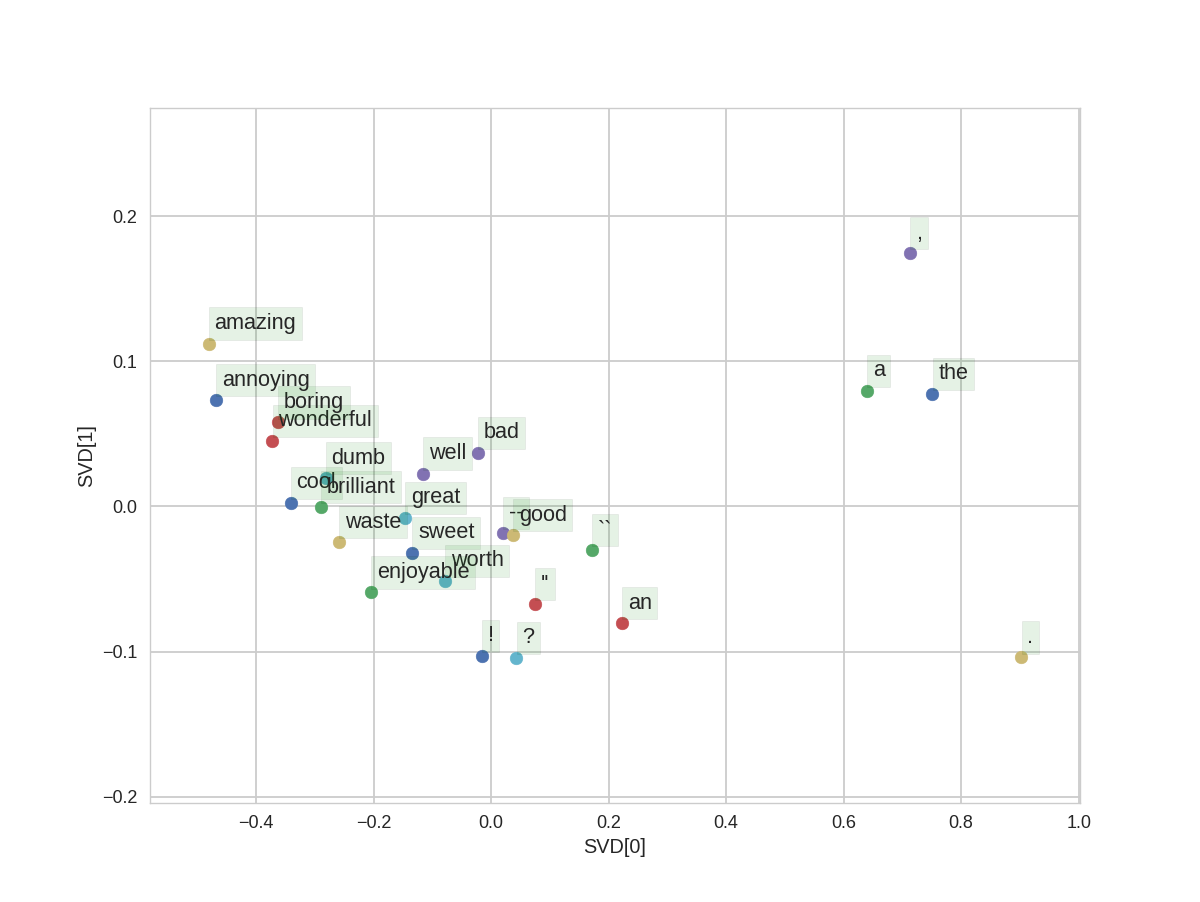 0.2
0.1
0.0
−0.1
−0.2
SVD[1]
,
amazing
a
the
annoying
boring
wonderful
bad
well
dumb
cool
brilliant
great
waste
--
good
``
sweet
worth
enjoyable
"
an
!
?
.
−0.4
−0.2
0.0
0.2
0.4
0.6
0.8
1.0
SVD[0]